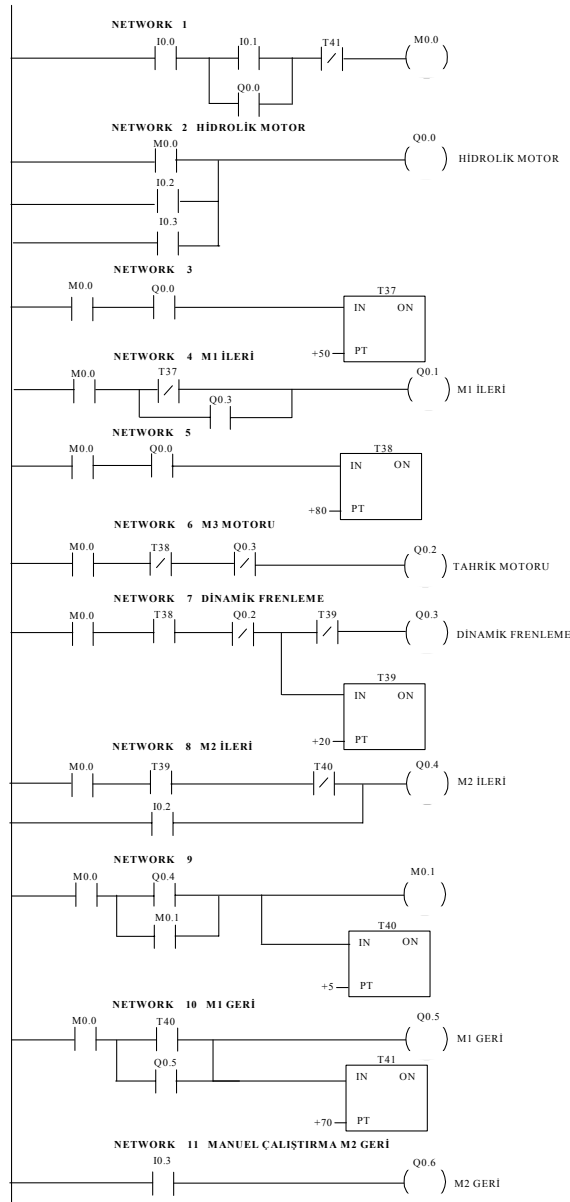 NETWORK 1
I0.0 I0.1 T41 M0.0
Q0.0
NETWORK 2 HİDROLİK MOTOR
M0.0 Q0.0
HİDROLİK MOTOR
I0.2
I0.3
NETWORK 3
M0.0 Q0.0 T37
IN ON
+50 PT
NETWORK 4 M1 İLERİ
M0.0 T37 Q0.1
M1 İLERİ
Q0.3
NETWORK 5
M0.0 Q0.0 T38
IN ON
+80 PT
NETWORK 6 M3 MOTORU
M0.0 T38 Q0.3 Q0.2
TAHRİK MOTORU
NETWORK 7 DİNAMİK FRENLEME
M0.0 T38 Q0.2 T39 Q0.3
DİNAMİK FRENLEME
T39
IN ON
+20 PT
NETWORK 8 M2 İLERİ
M0.0 T39 T40 Q0.4
M2 İLERİ
I0.2
NETWORK 9
M0.0 Q0.4 M0.1
M0.1
T40
IN ON
+5 PT
NETWORK 10 M1 GERİ
M0.0 T40 Q0.5
M1 GERİ
Q0.5 T41
IN ON
+70 PT
NETWORK 11 MANUEL ÇALIŞTIRMA M2 GERİ
I0.3 Q0.6
M2 GERİ